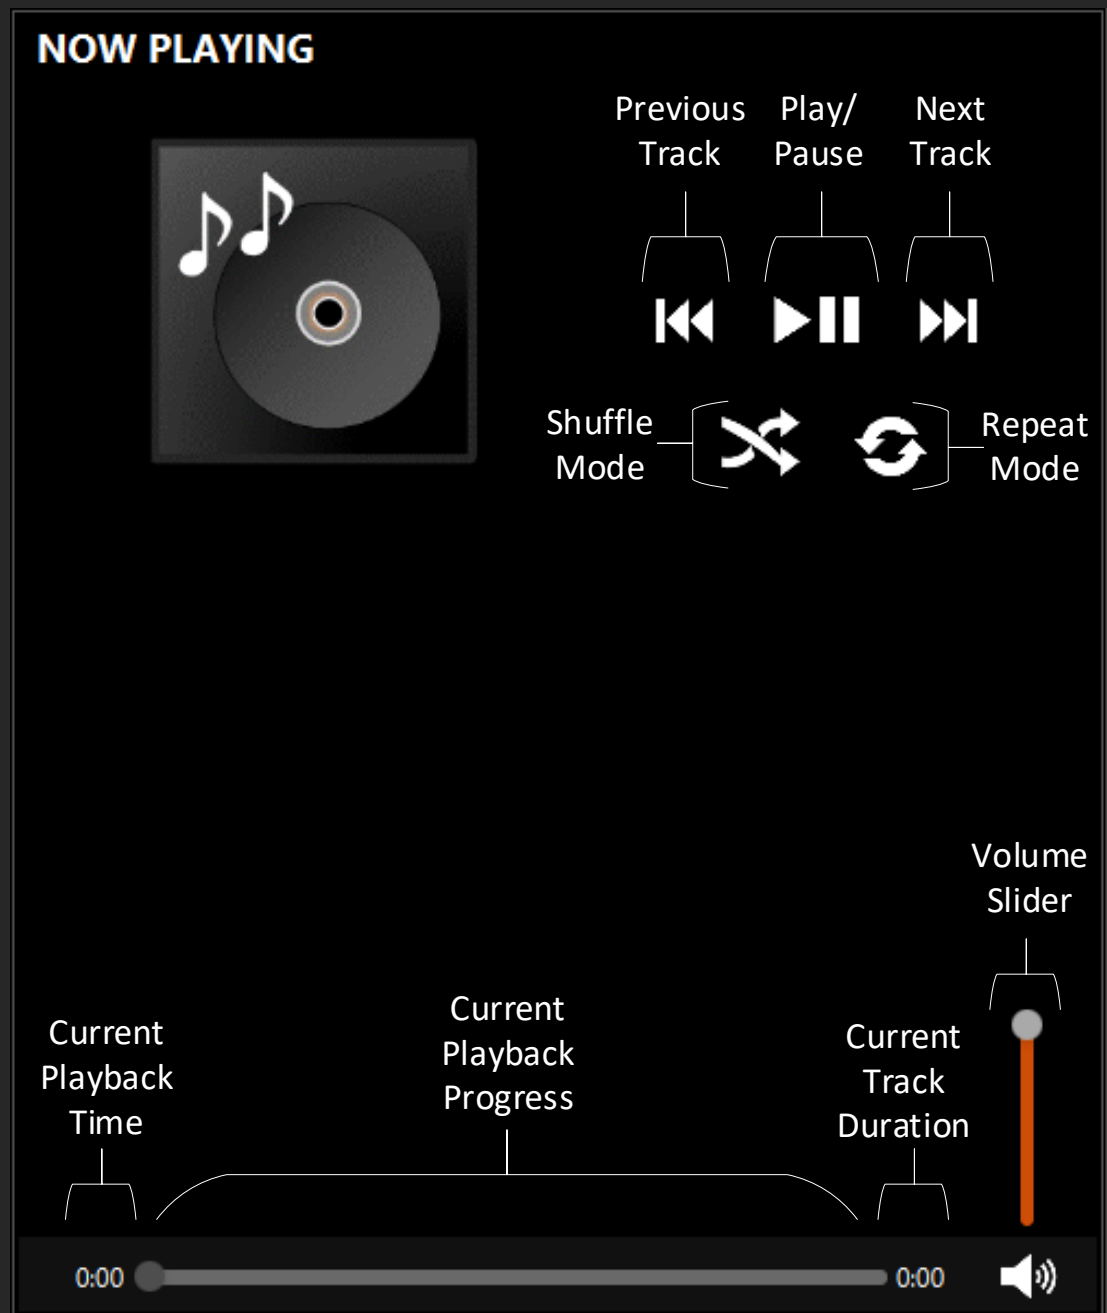 NOW PLAYING
Previous
Track
Play/
Pause
Next
Track
Shuffle
Mode
Repeat
Mode
Volume
Slider
Current
Playback
Time
Current
Playback
Progress
Current
Track
Duration
0:00
0:00